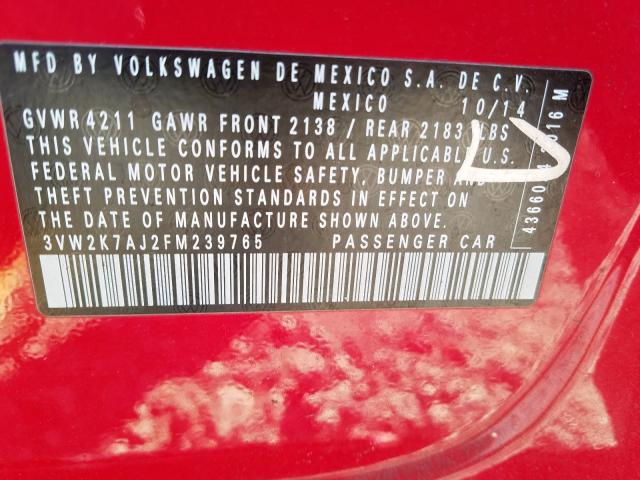 MFD BY VOLKSWAGEN DE MEXICO S.A. DE C.V.
MEXICO 10/14
GVWR4211 GAWR FRONT 2138 / REAR 2183 LBS
THIS VEHICLE CONFORMS TO ALL APPLICABLE U.S.
FEDERAL MOTOR VEHICLE SAFETY, BUMPER AND
THEFT PREVENTION STANDARDS IN EFFECT ON
THE DATE OF MANUFACTURE SHOWN ABOVE.
3VW2K7AJ2FM239765 PASSENGER CAR